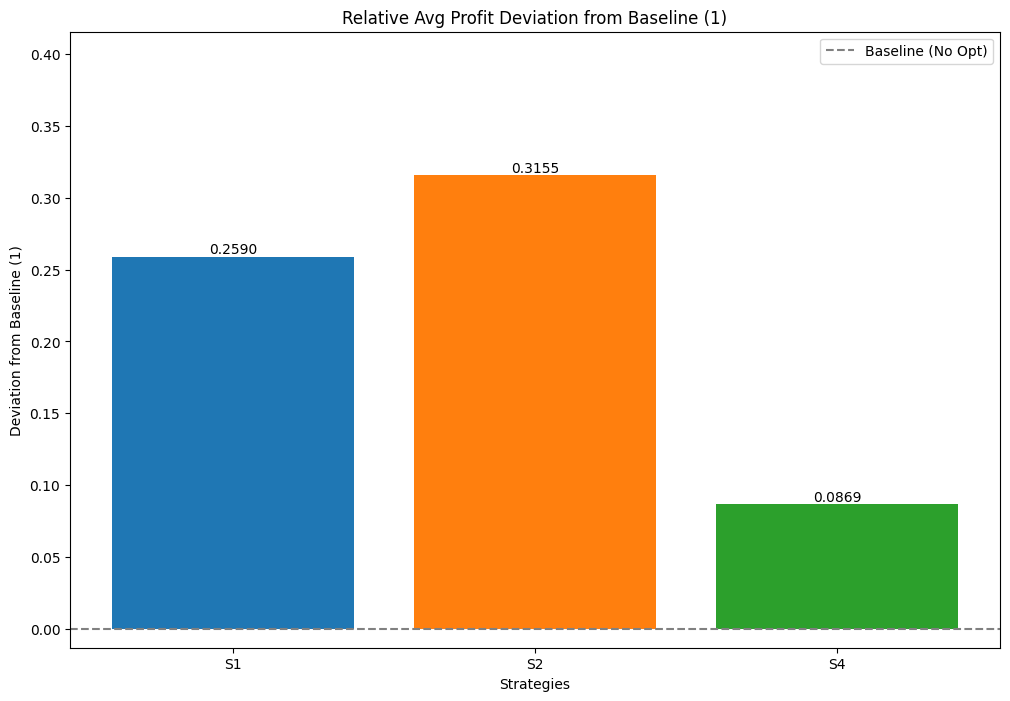 Relative Avg Profit Deviation from Baseline (1)
Baseline (No Opt)
Deviation from Baseline (1)
0.40
0.35
0.30
0.25
0.20
0.15
0.10
0.05
0.00
0.2590
0.3155
0.0869
S1
S2
S4
Strategies